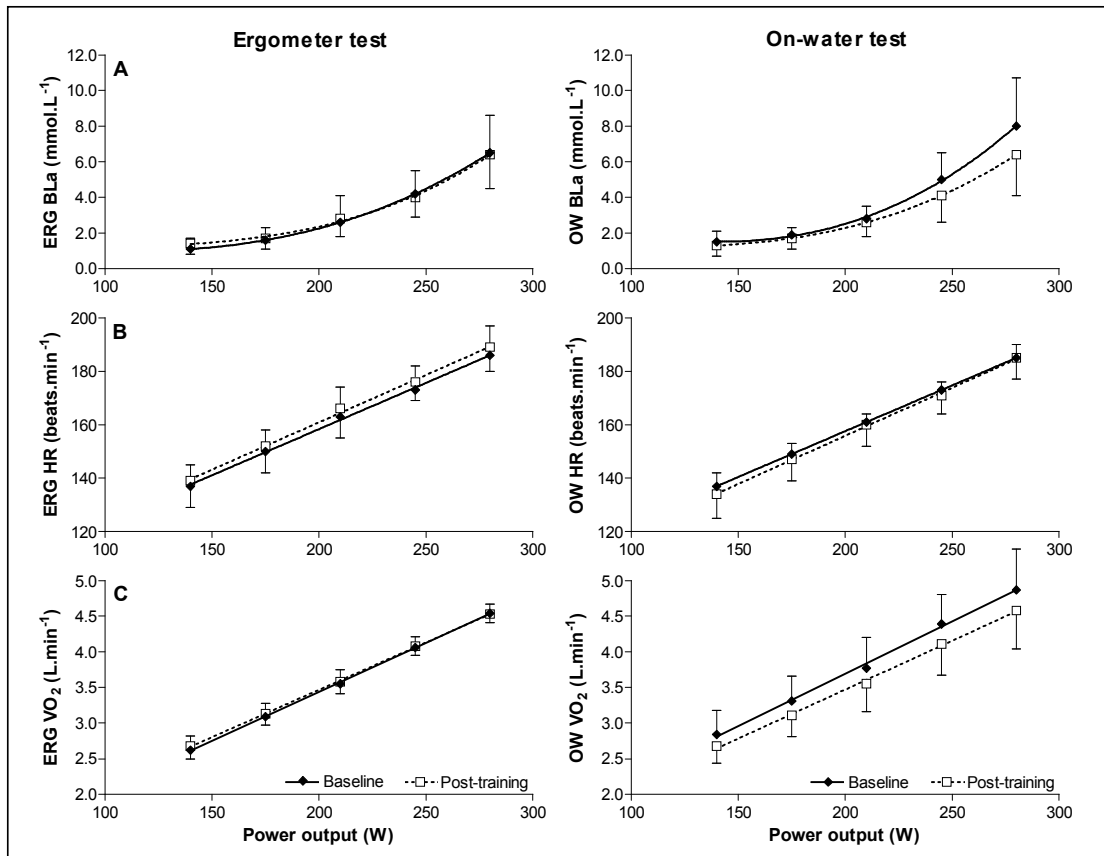 Ergometer test
On-water test
A
ERG BLa (mmol.L⁻¹)
12.0
10.0
8.0
6.0
4.0
2.0
0.0
100 150 200 250 300
OW BLa (mmol.L⁻¹)
12.0
10.0
8.0
6.0
4.0
2.0
0.0
100 150 200 250 300
B
ERG HR (beats.min⁻¹)
200
180
160
140
120
100 150 200 250 300
OW HR (beats.min⁻¹)
200
180
160
140
120
100 150 200 250 300
C
ERG VO₂ (L.min⁻¹)
5.0
4.5
4.0
3.5
3.0
2.5
2.0
Baseline Post-training
100 150 200 250 300
Power output (W)
OW VO₂ (L.min⁻¹)
5.0
4.5
4.0
3.5
3.0
2.5
2.0
Baseline Post-training
100 150 200 250 300
Power output (W)